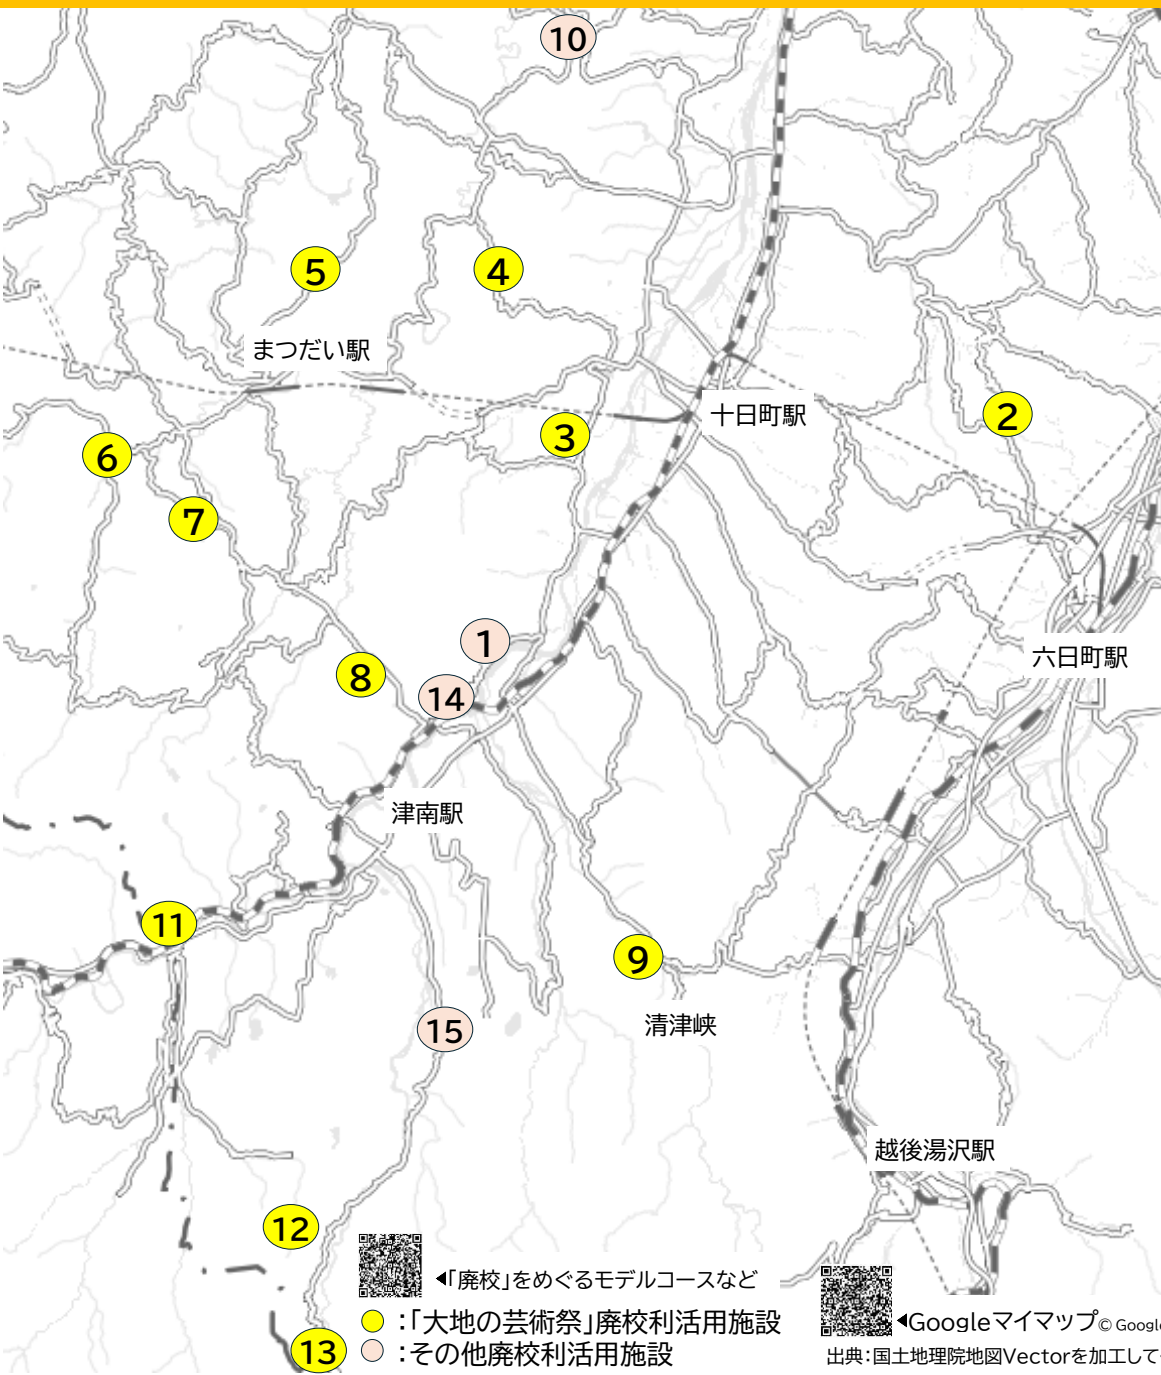 10
5
4
まつだい駅
十日町駅
2
3
6
7
1
六日町駅
8
14
津南駅
11
9
清津峡
15
越後湯沢駅
12
◀「廃校」をめぐるモデルコースなど
◀Googleマイマップ© Google
:「大地の芸術祭」廃校利活用施設
13
:その他廃校利活用施設
出典:国土地理院地図Vectorを加工して